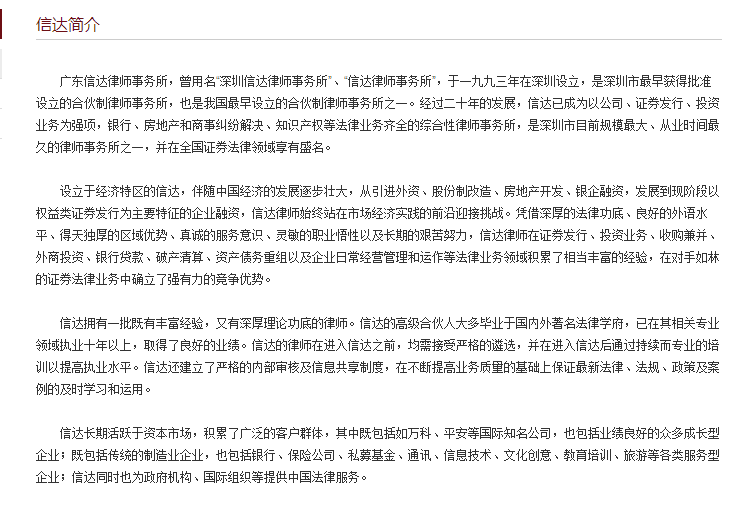 信达简介
广东信达律师事务所，曾用名“深圳信达律师事务所”、“信达律师事务所”，于一九九三年在深圳设立，是深圳市最早获得批准
设立的合伙制律师事务所，也是我国最早设立的合伙制律师事务所之一。经过二十年的发展，信达已成为以公司、证券发行、投资
业务为强项，银行、房地产和商事纠纷解决、知识产权等法律业务齐全的综合性律师事务所，是深圳市目前规模最大、从业时间最
久的律师事务所之一，并在全国证券法律领域享有盛名。
设立于经济特区的信达，伴随中国经济的发展逐步壮大，从引进外资、股份制改造、房地产开发、银企融资，发展到现阶段以
权益类证券发行为主要特征的企业融资，信达律师始终站在市场经济实践的前沿迎接挑战。凭借深厚的法律功底、良好的外语水
平、得天独厚的区域优势、真诚的服务意识、灵敏的职业悟性以及长期的艰苦努力，信达律师在证券发行、投资业务、收购兼并、
外商投资、银行贷款、破产清算、资产债务重组以及企业日常经营管理和运作等法律业务领域积累了相当丰富的经验，在对手如林
的证券法律业务中确立了强有力的竞争优势。
信达拥有一批既有丰富经验，又有深厚理论功底的律师。信达的高级合伙人大多毕业于国内外著名法律学府，已在其相关专业
领域执业十年以上，取得了良好的业绩。信达的律师在进入信达之前，均需接受严格的遴选，并在进入信达后通过持续而专业的培
训以提高执业水平。信达还建立了严格的内部审核及信息共享制度，在不断提高业务质量的基础上保证最新法律、法规、政策及案
例的及时学习和运用。
信达长期活跃于资本市场，积累了广泛的客户群体，其中既包括如万科、平安等国际知名公司，也包括业绩良好的众多成长型
企业；既包括传统的制造业企业，也包括银行、保险公司、私募基金、通讯、信息技术、文化创意、教育培训、旅游等各类服务型
企业；信达同时也为政府机构、国际组织等提供中国法律服务。